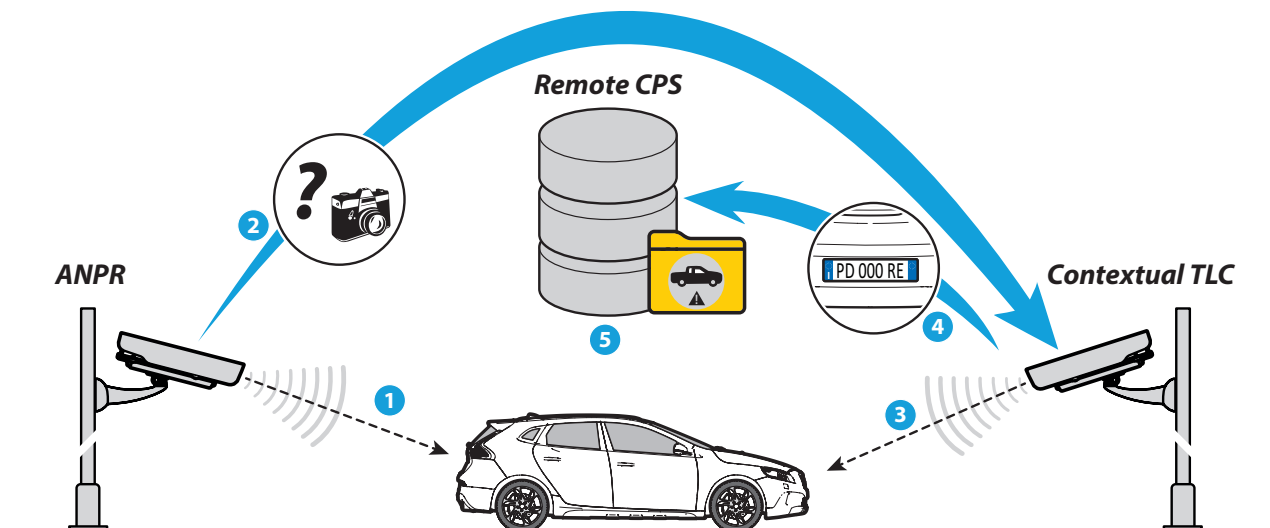 Remote CPS
?
2
ANPR
PD 000 RE
I
Contextual TLC
4
5
1
3